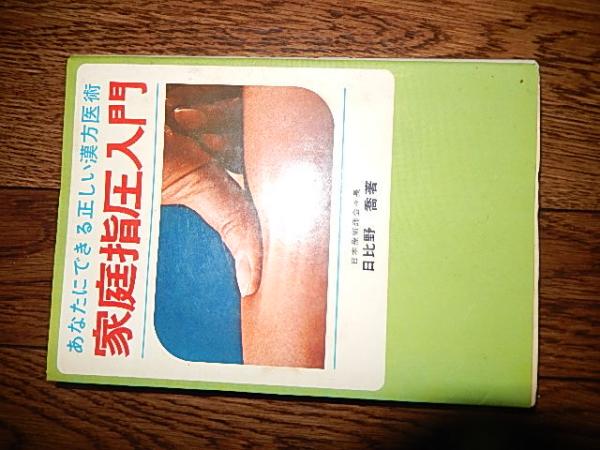 あなたにできる正しい漢方医術
家庭指圧入門
日比野 喬著